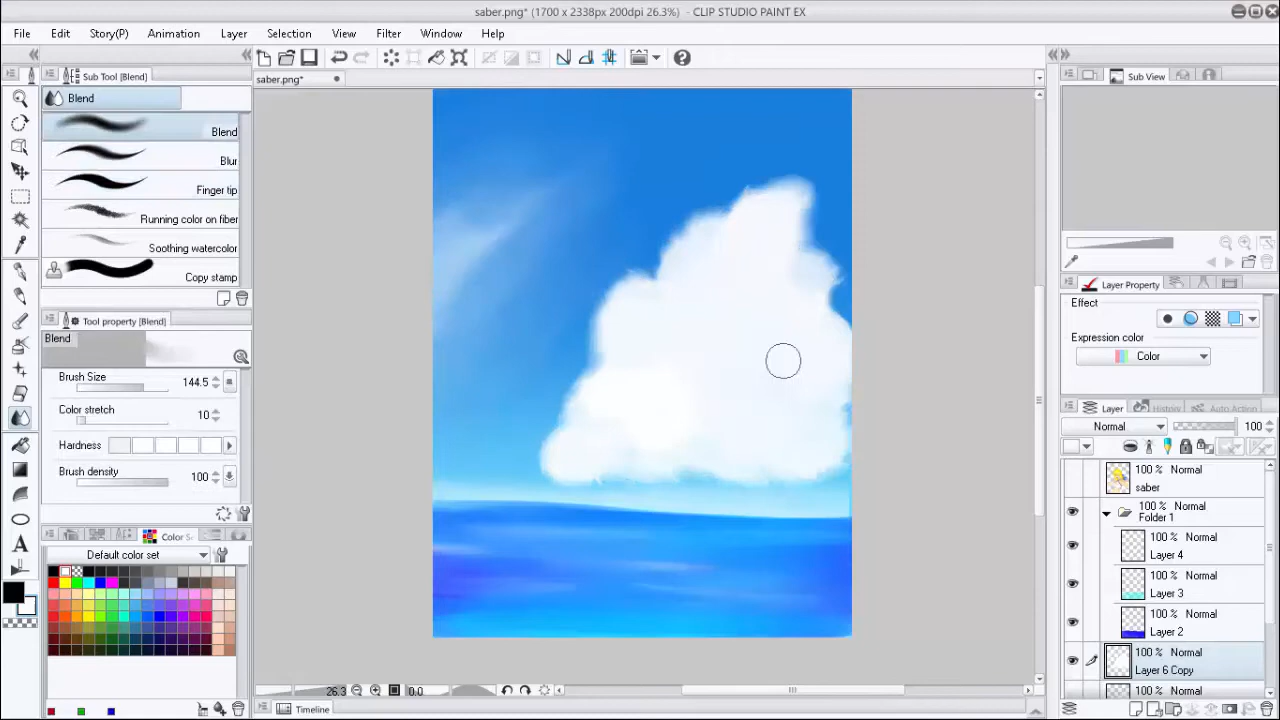 saber.png* (1700 x 2338px 200dpi 26.3%) - CLIP STUDIO PAINT EX
File Edit Story(P) Animation Layer Selection View Filter Window Help
saber.png*
Sub Tool [Blend]
Blend
Blend
Blur
Finger tip
Running color on fiber
Soothing watercolor
Copy stamp
Tool property [Blend]
Blend
Brush Size 144.5
Color stretch 10
Hardness
Brush density 100
Color Se
Default color set
A
26.3 0.0
Timeline
Sub View
Layer Property
Effect
Expression color
Color
Layer History Auto Action
Normal 100
100 % Normal
saber
100 % Normal
Folder 1
100 % Normal
Layer 4
100 % Normal
Layer 3
100 % Normal
Layer 2
100 % Normal
Layer 6 Copy
100 % Normal